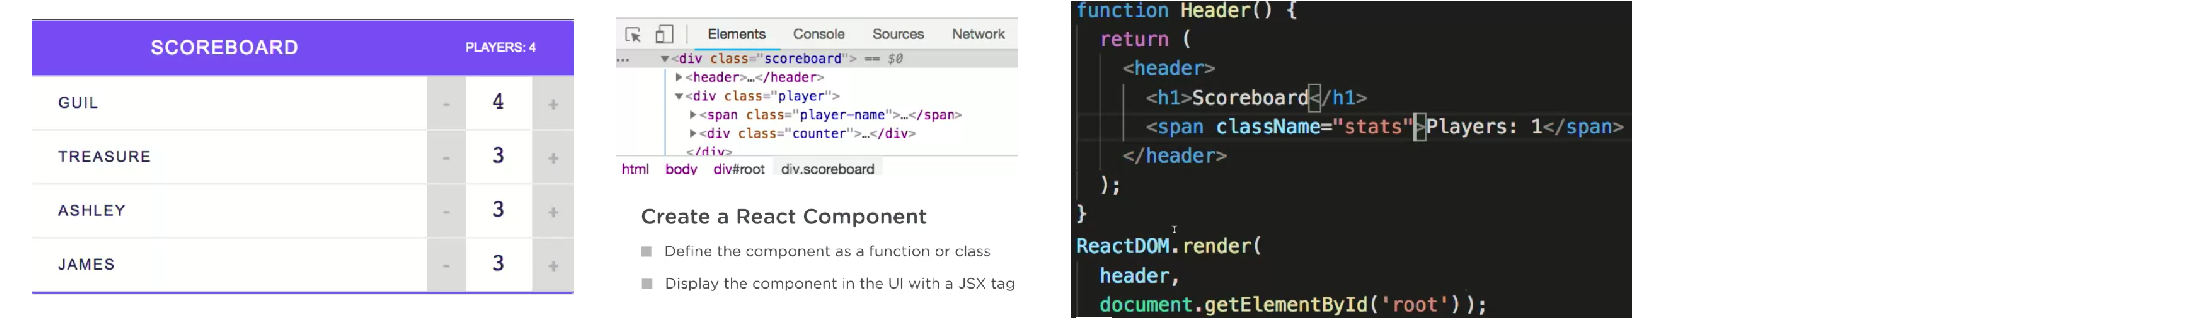 SCOREBOARD PLAYERS: 4
GUIL - 4 +
TREASURE - 3 +
ASHLEY - 3 +
JAMES - 3 +
Elements Console Sources Network
… ▼<div class="scoreboard"> == $0
▶<header>…</header>
▼<div class="player">
▶<span class="player-name">…</span>
▶<div class="counter">…</div>
</div>
html body div#root div.scoreboard
Create a React Component
■ Define the component as a function or class
■ Display the component in the UI with a JSX tag
function Header() {
return (
<header>
<h1>Scoreboard</h1>
<span className="stats">Players: 1</span>
</header>
);
}
ReactDOM.render(
header,
document.getElementById('root'));